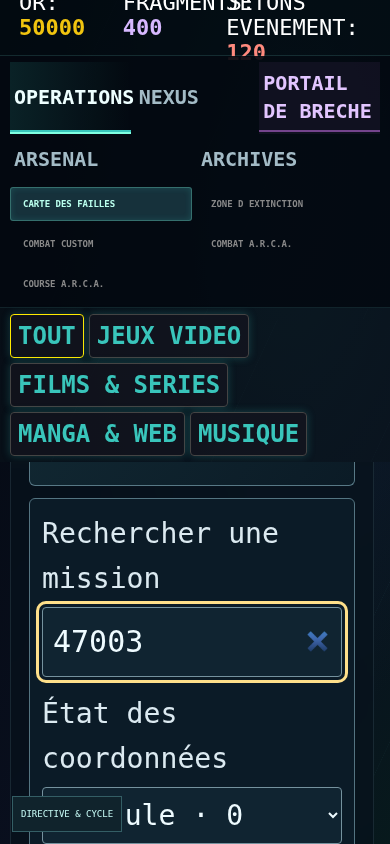 OR:
50000
400
EVENEMENT:
120
OPERATIONS NEXUS
PORTAIL
DE BRECHE
ARSENAL
ARCHIVES
CARTE DES FAILLES
ZONE D EXTINCTION
COMBAT CUSTOM
COMBAT A.R.C.A.
COURSE A.R.C.A.
TOUT
JEUX VIDEO
FILMS & SERIES
MANGA & WEB
MUSIQUE
Rechercher une
mission
47003
État des
coordonnées
ule · 0
DIRECTIVE & CYCLE